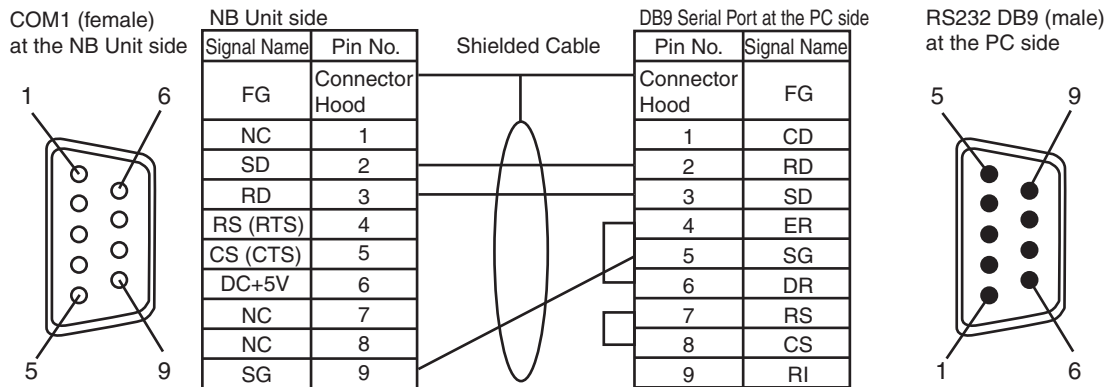 COM1 (female)
at the NB Unit side
1 6
5 9
NB Unit side
Signal Name Pin No.
FG Connector Hood
NC 1
SD 2
RD 3
RS (RTS) 4
CS (CTS) 5
DC+5V 6
NC 7
NC 8
SG 9
Shielded Cable
DB9 Serial Port at the PC side
Pin No. Signal Name
Connector Hood FG
1 CD
2 RD
3 SD
4 ER
5 SG
6 DR
7 RS
8 CS
9 RI
RS232 DB9 (male)
at the PC side
5 9
1 6